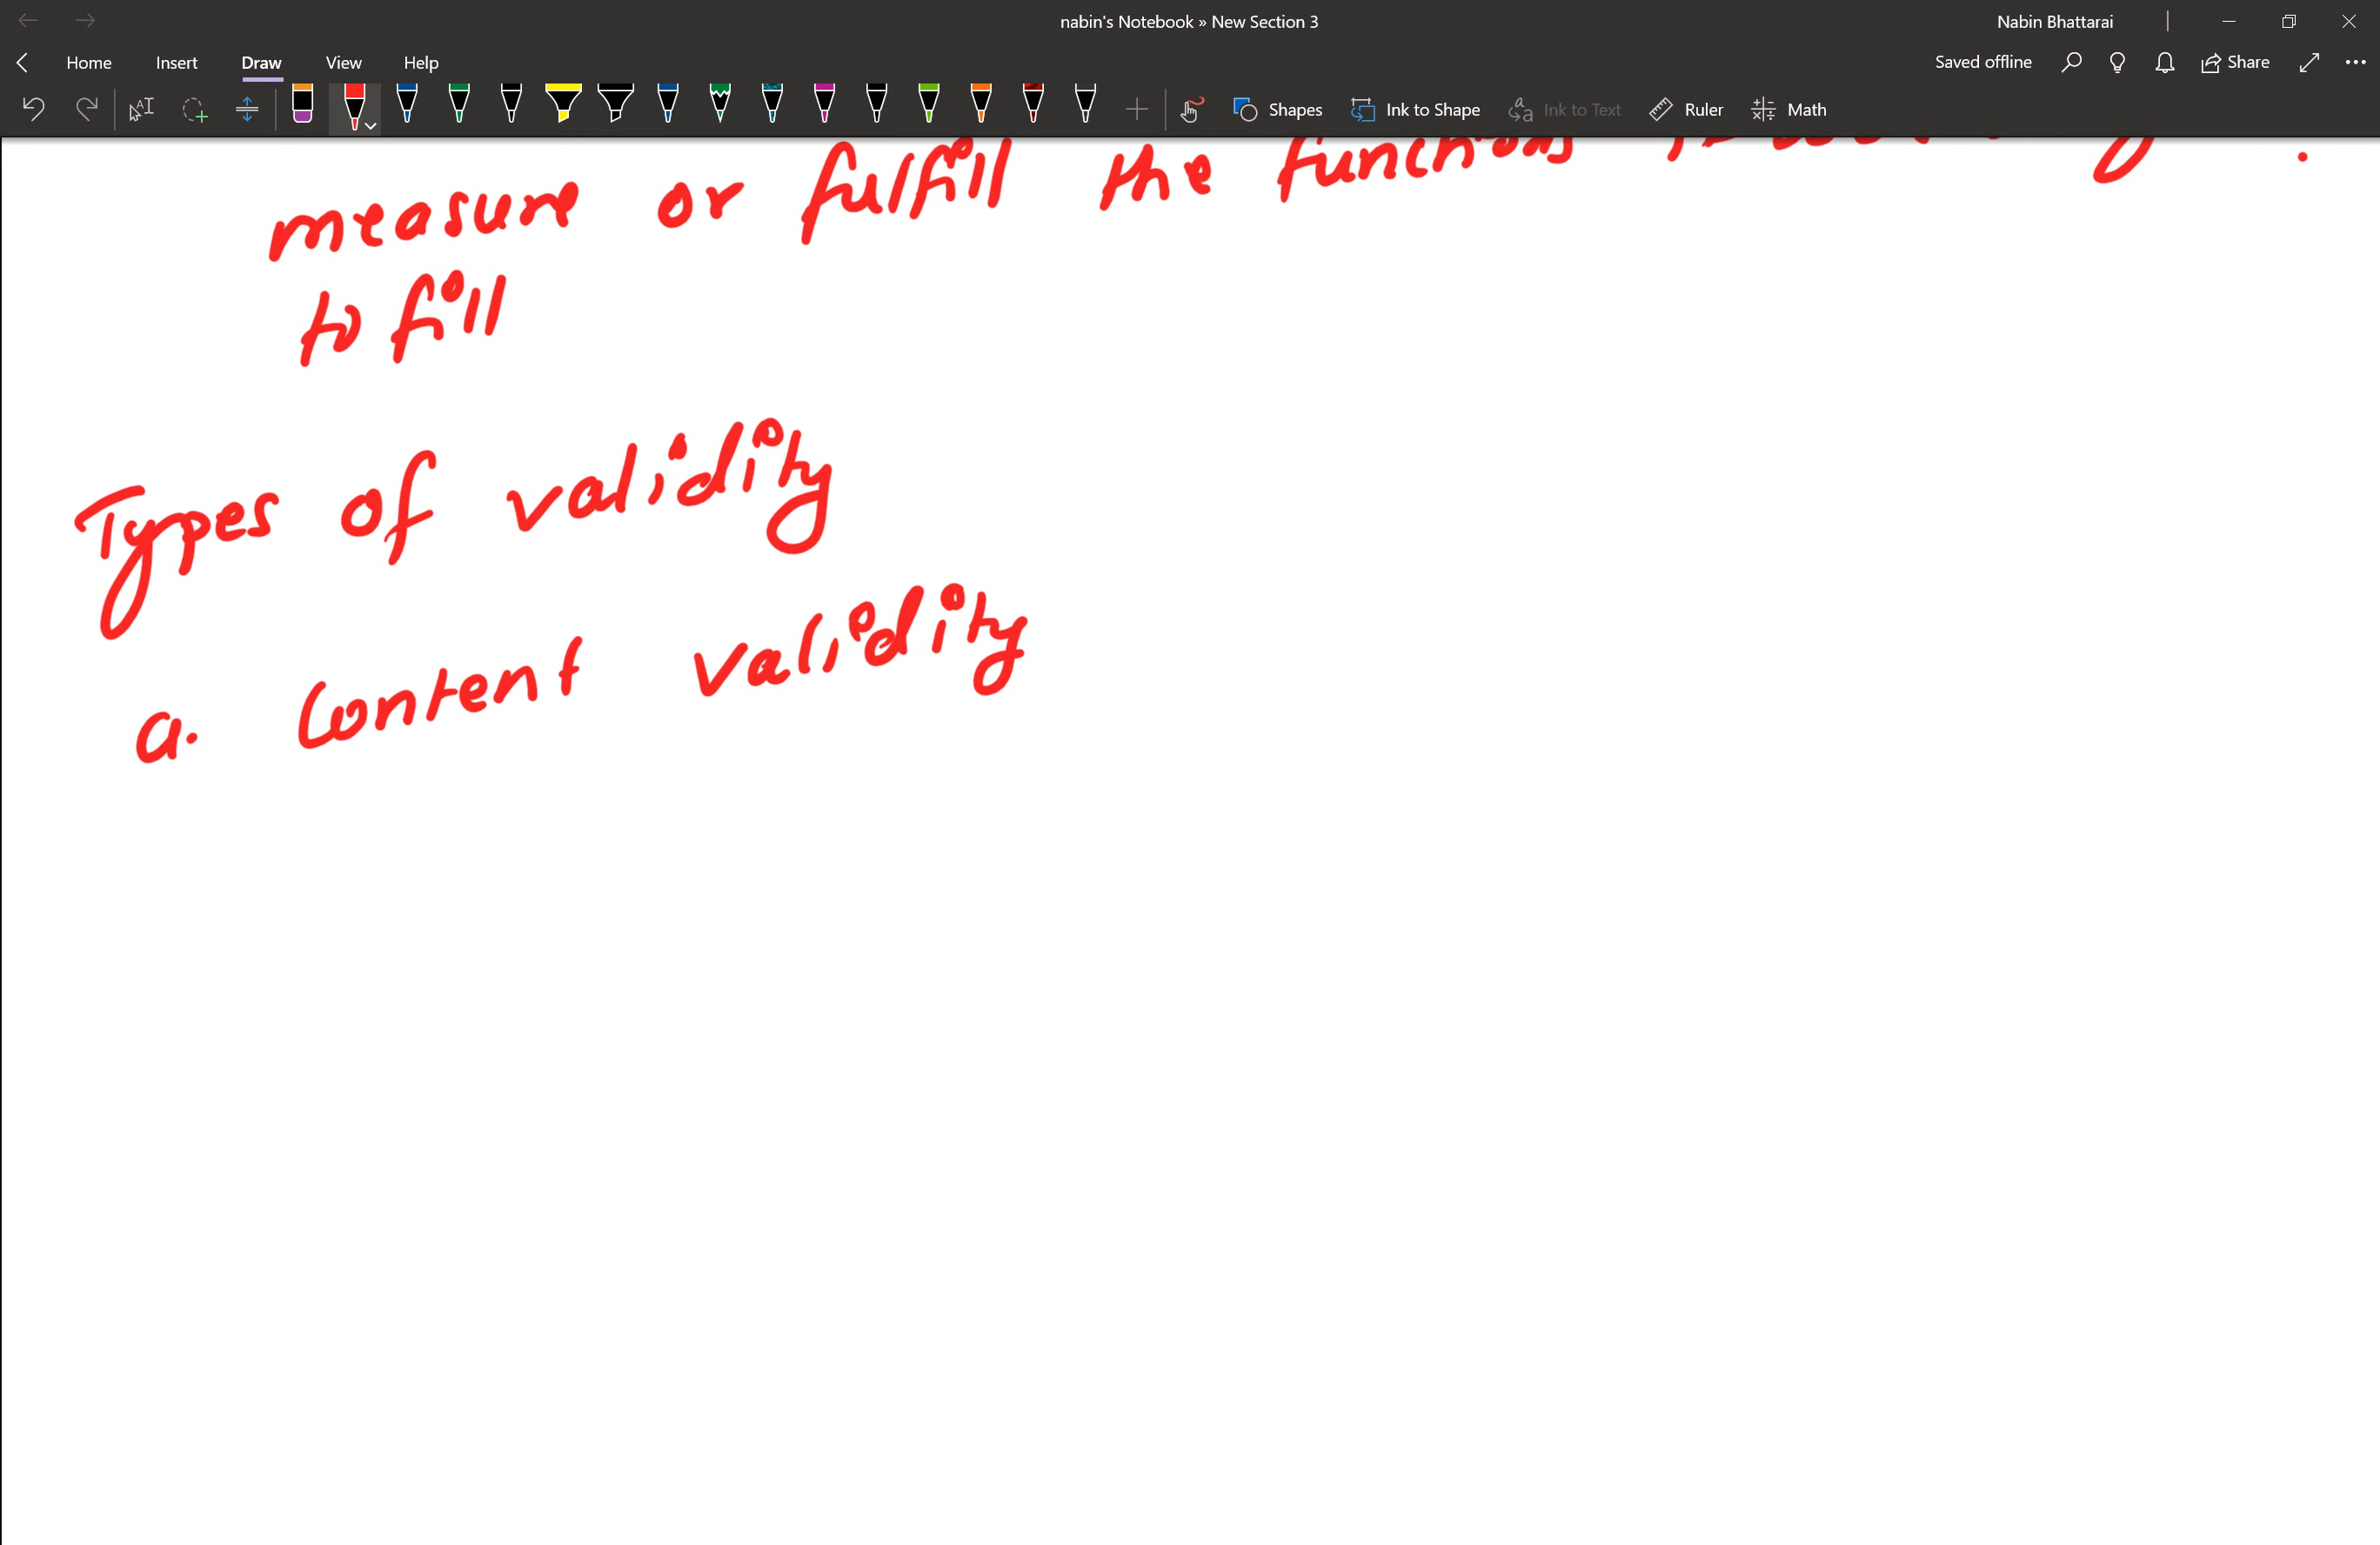 nabin's Notebook » New Section 3
Nabin Bhattarai
Home Insert Draw View Help
Saved offline
Share
Shapes Ink to Shape Ink to Text Ruler Math
measure or fulfill the functions
to fill
Types of validity
a. Content validity